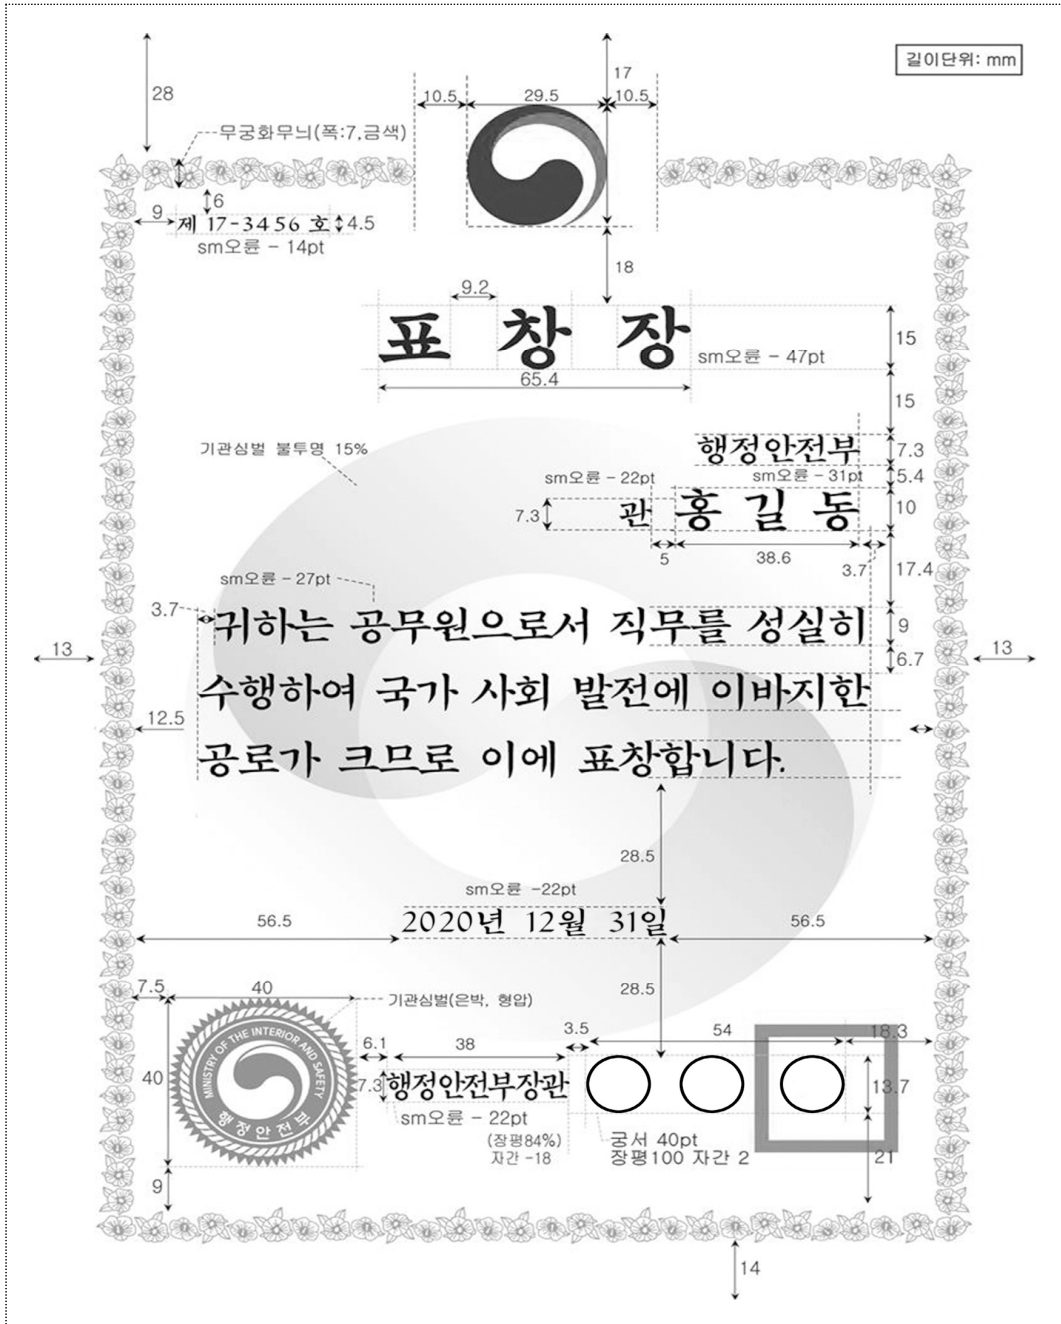 길이단위: mm
17
28
10.5 29.5 10.5
무궁화무늬(폭:7,금색)
6
9 제 17-3456 호 4.5
sm오륜 - 14pt
18
9.2
표 창 장
sm오륜 - 47pt
15
65.4
15
기관심벌 불투명 15%
행정안전부
7.3
sm오륜 - 22pt
sm오륜 - 31pt
5.4
7.3
관 홍 길 동
10
5
38.6
3.7
17.4
sm오륜 - 27pt
3.7
귀하는 공무원으로서 직무를 성실히
9
13
6.7
13
수행하여 국가 사회 발전에 이바지한
12.5
공로가 크므로 이에 표창합니다.
28.5
sm오륜 -22pt
56.5
2020년 12월 31일
56.5
7.5 40
28.5
기관심벌(은박, 형압)
MINISTRY OF THE INTERIOR AND SAFETY
행정안전부
40
6.1 38 3.5 54 18.3
7.3
행정안전부장관 ○ ○ ○
13.7
sm오륜 - 22pt
(장평84%)
자간 -18
궁서 40pt
장평100 자간 2
21
9
14